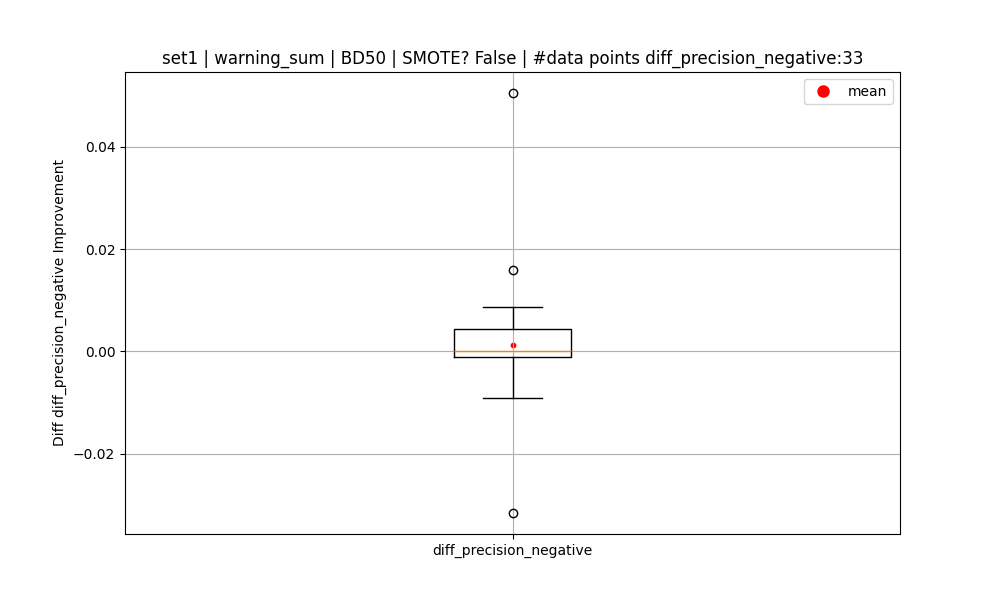 set1 | warning_sum | BD50 | SMOTE? False | #data points diff_precision_negative:33
mean
Diff diff_precision_negative Improvement
0.04
0.02
0.00
−0.02
diff_precision_negative